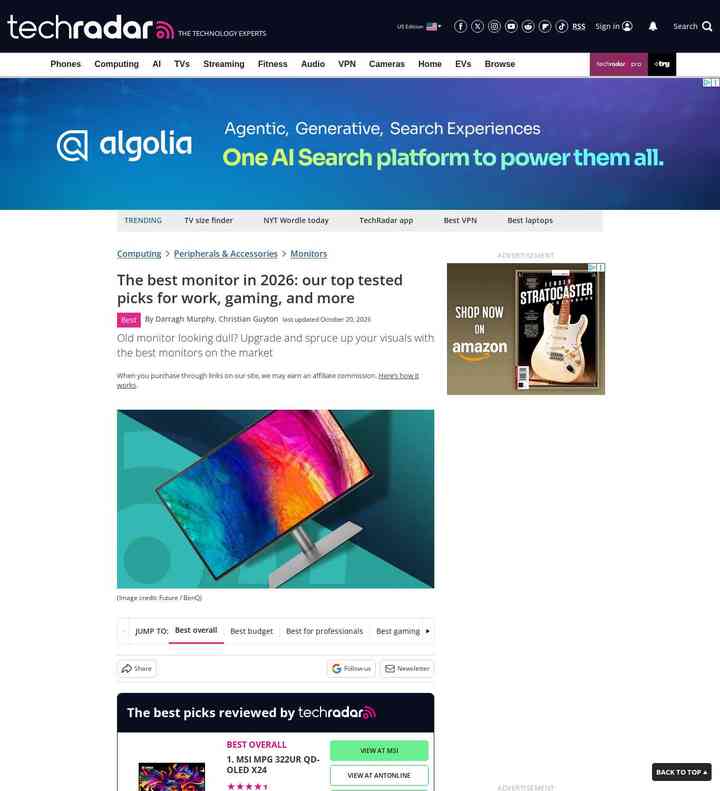 techradar THE TECHNOLOGY EXPERTS
US Edition
RSS
Sign in
Search
Phones Computing AI TVs Streaming Fitness Audio VPN Cameras Home EVs Browse
techradar pro
try
algolia
Agentic, Generative, Search Experiences
One AI Search platform to power them all.
TRENDING TV size finder NYT Wordle today TechRadar app Best VPN Best laptops
Computing > Peripherals & Accessories > Monitors
The best monitor in 2026: our top tested
picks for work, gaming, and more
Best By Darragh Murphy, Christian Guyton last updated October 20, 2025
Old monitor looking dull? Upgrade and spruce up your visuals with
the best monitors on the market
When you purchase through links on our site, we may earn an affiliate commission. Here's how it
works.
(Image credit: Future / BenQ)
JUMP TO: Best overall Best budget Best for professionals Best gaming
Share
Follow us
Newsletter
The best picks reviewed by techradar
BEST OVERALL
1. MSI MPG 322UR QD-
OLED X24
VIEW AT MSI
VIEW AT ANTONLINE
ADVERTISEMENT
SHOP NOW
ON
amazon
FENDER
STRATOCASTER
BACK TO TOP
ADVERTISEMENT